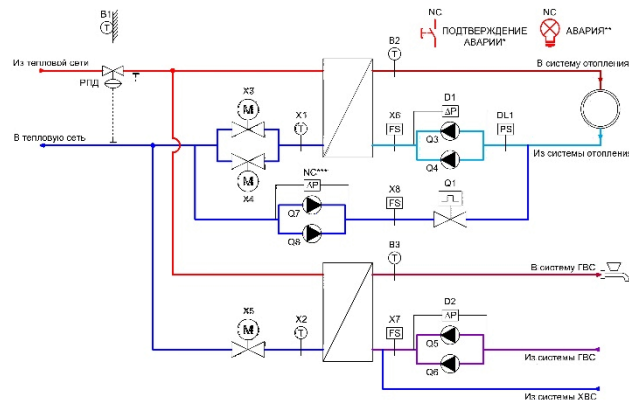 B1
T
NC
ПОДТВЕРЖДЕНИЕ
АВАРИИ*
NC
АВАРИЯ**
Из тепловой сети
РПД
B2
T
В систему отопления
В тепловую сеть
X3
M
X1
T
X6
FS
D1
ΔP
Q3
Q4
DL1
PS
Из системы отопления
M
X4
NC***
ΔP
Q7
Q8
X8
FS
Q1
B3
T
В систему ГВС
X5
M
X2
T
X7
FS
D2
ΔP
Q5
Q6
Из системы ГВС
Из системы ХВС